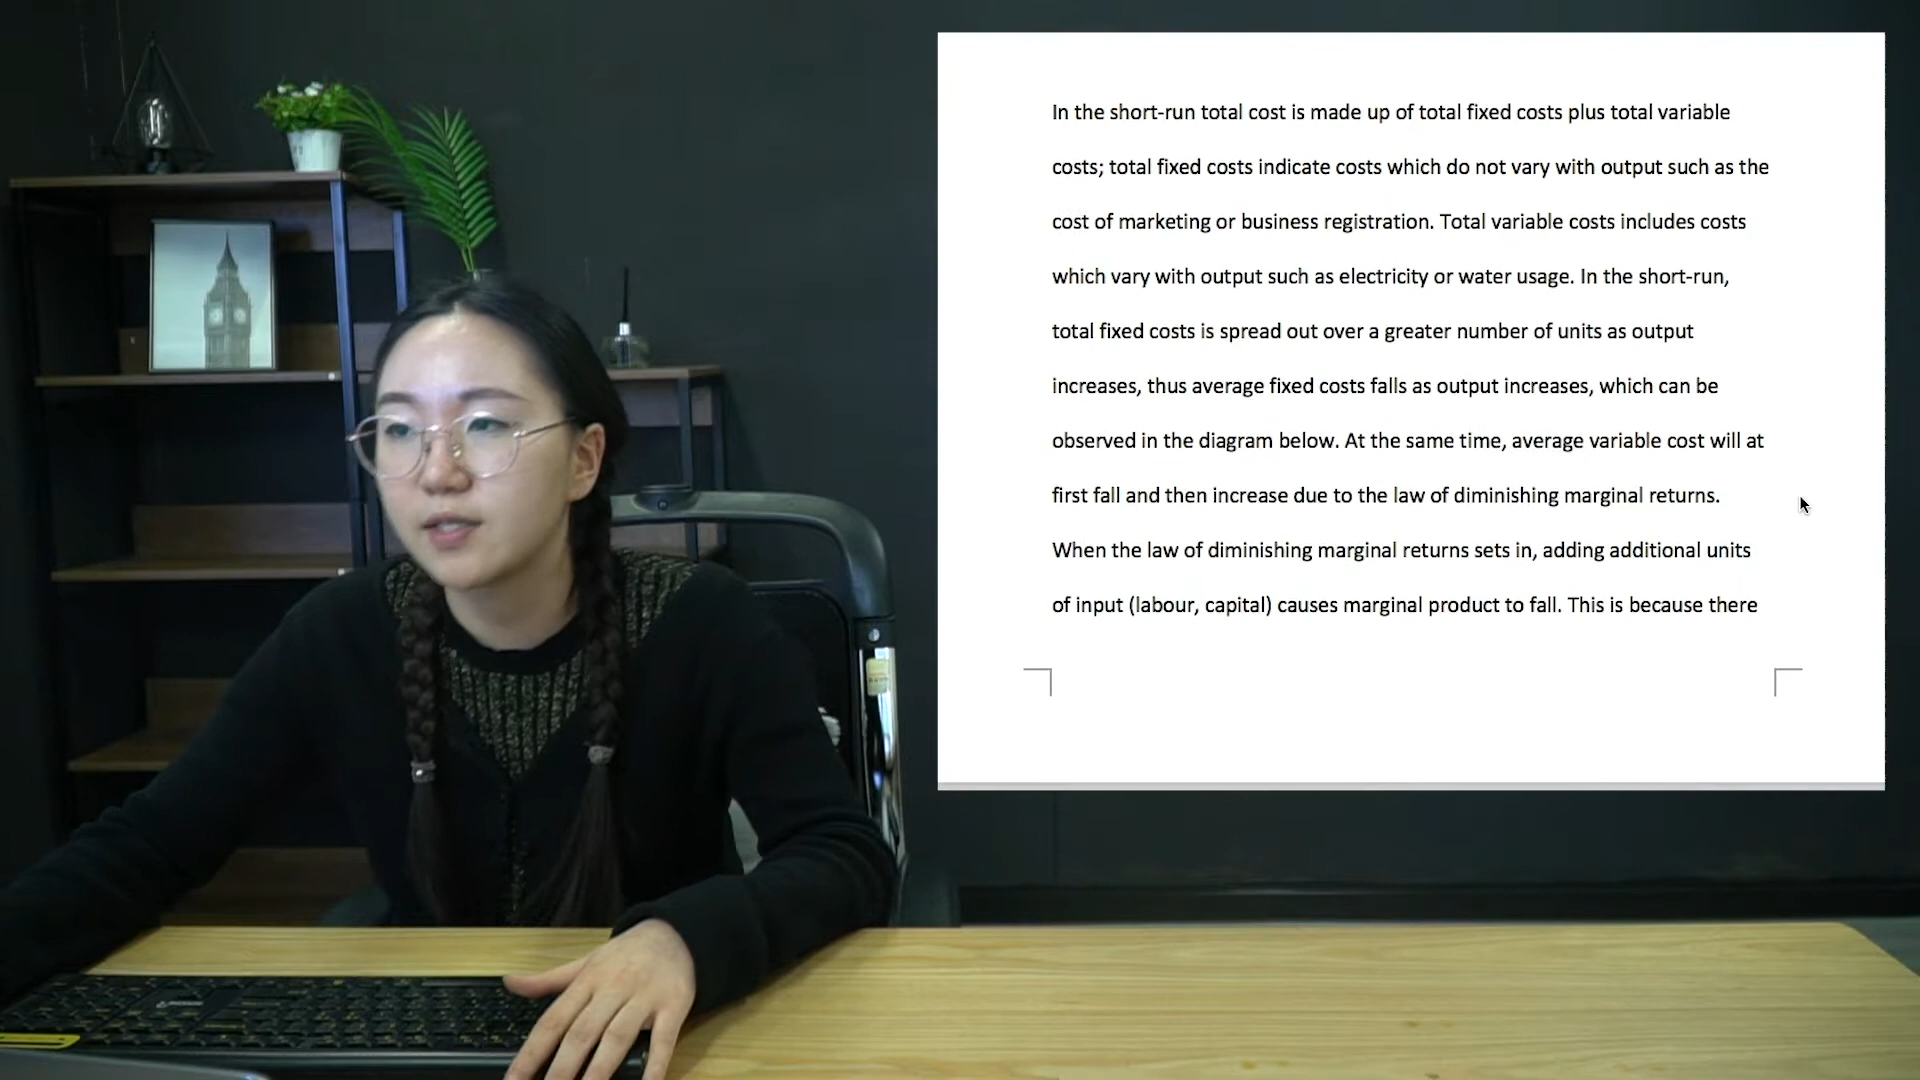 In the short-run total cost is made up of total fixed costs plus total variable
costs; total fixed costs indicate costs which do not vary with output such as the
cost of marketing or business registration. Total variable costs includes costs
which vary with output such as electricity or water usage. In the short-run,
total fixed costs is spread out over a greater number of units as output
increases, thus average fixed costs falls as output increases, which can be
observed in the diagram below. At the same time, average variable cost will at
first fall and then increase due to the law of diminishing marginal returns.
When the law of diminishing marginal returns sets in, adding additional units
of input (labour, capital) causes marginal product to fall. This is because there